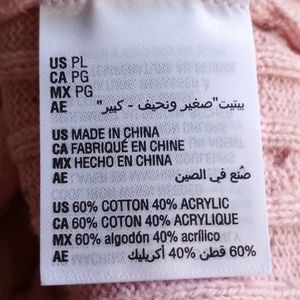 US PL
CA PG
MX PG
AE بيتيت"صغير ونحيف - كبير"
US MADE IN CHINA
CA FABRIQUÉ EN CHINE
MX HECHO EN CHINA
AE صُنع في الصين
US 60% COTTON 40% ACRYLIC
CA 60% COTON 40% ACRYLIQUE
MX 60% algodón 40% acrílico
AE 60% قطن 40% أكريليك